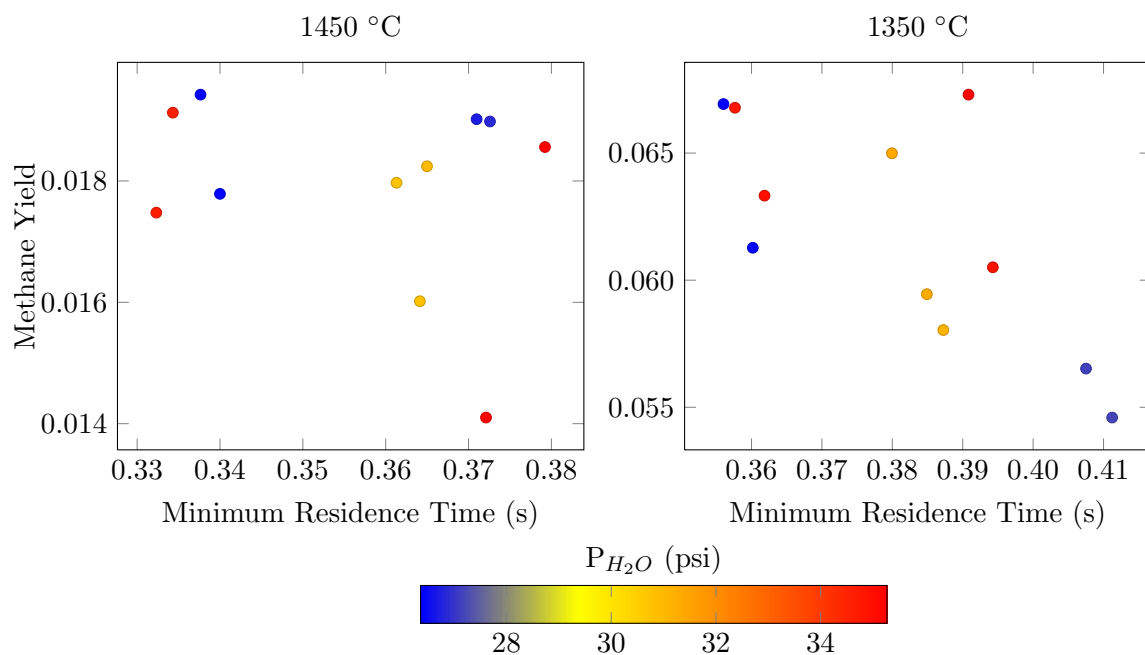 1450 °C
1350 °C
Methane Yield
0.018
0.016
0.014
0.33 0.34 0.35 0.36 0.37 0.38
Minimum Residence Time (s)
0.065
0.060
0.055
0.36 0.37 0.38 0.39 0.40 0.41
Minimum Residence Time (s)
P_{H_2O} (psi)
28 30 32 34